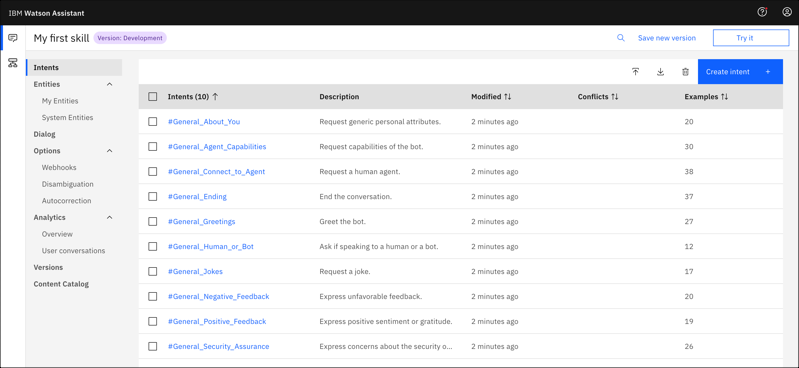 IBM Watson Assistant
My first skill Version: Development Save new version Try it
Intents
Entities
My Entities
System Entities
Dialog
Options
Webhooks
Disambiguation
Autocorrection
Analytics
Overview
User conversations
Versions
Content Catalog
Create intent +
Intents (10) ↑ Description Modified ↑↓ Conflicts ↑↓ Examples ↑↓
#General_About_You Request generic personal attributes. 2 minutes ago 20
#General_Agent_Capabilities Request capabilities of the bot. 2 minutes ago 30
#General_Connect_to_Agent Request a human agent. 2 minutes ago 38
#General_Ending End the conversation. 2 minutes ago 37
#General_Greetings Greet the bot. 2 minutes ago 27
#General_Human_or_Bot Ask if speaking to a human or a bot. 2 minutes ago 12
#General_Jokes Request a joke. 2 minutes ago 17
#General_Negative_Feedback Express unfavorable feedback. 2 minutes ago 20
#General_Positive_Feedback Express positive sentiment or gratitude. 2 minutes ago 19
#General_Security_Assurance Express concerns about the security o... 2 minutes ago 26